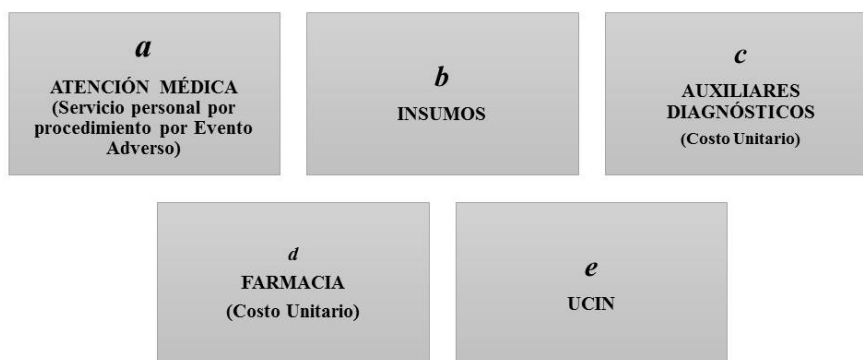 a
ATENCIÓN MÉDICA
(Servicio personal por
procedimiento por Evento
Adverso)
b
INSUMOS
c
AUXILIARES
DIAGNÓSTICOS
(Costo Unitario)
d
FARMACIA
(Costo Unitario)
e
UCIN